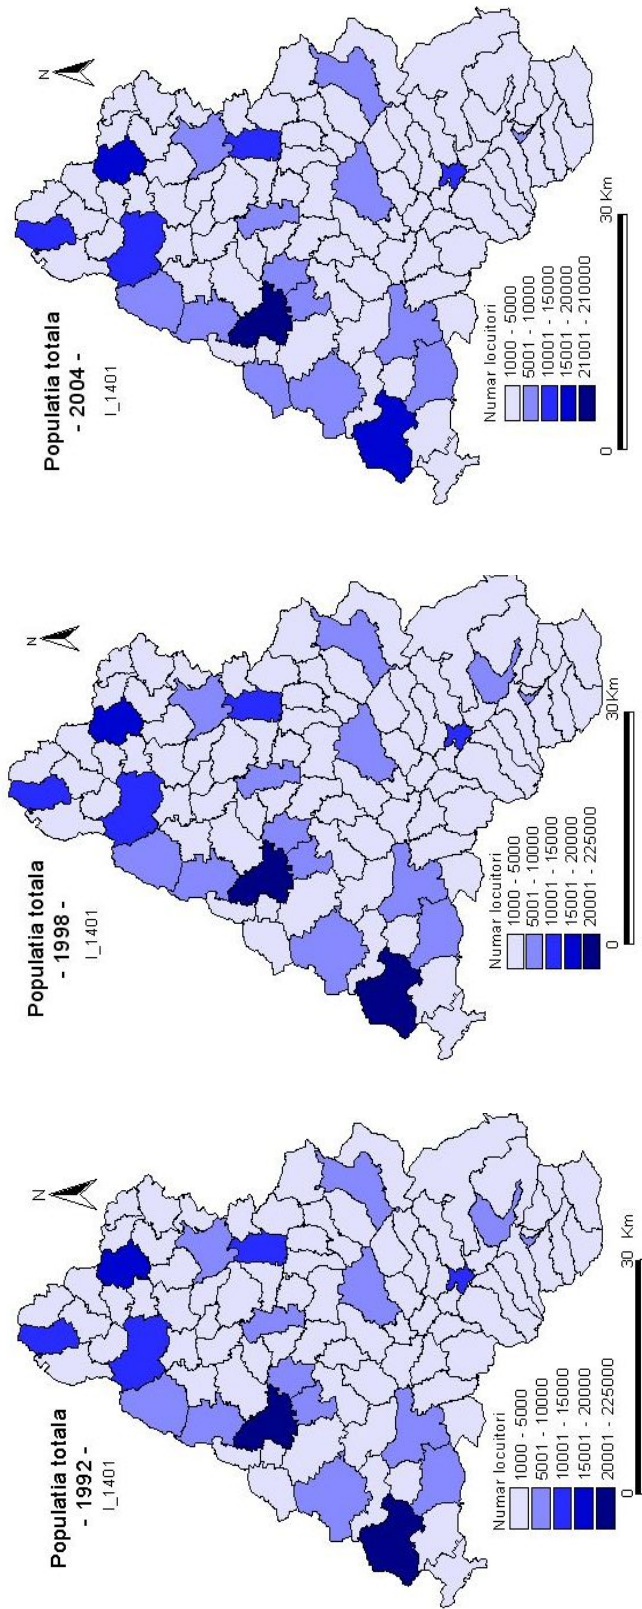 Populatia totala
- 1992 -
I_1401
N
Numar locuitori
1000 - 5000
5001 - 10000
10001 - 15000
15001 - 20000
20001 - 225000
0 30 Km
Populatia totala
- 1998 -
I_1401
N
Numar locuitori
1000 - 5000
5001 - 10000
10001 - 15000
15001 - 20000
20001 - 225000
0 30Km
Populatia totala
- 2004 -
I_1401
N
Numar locuitori
1000 - 5000
5001 - 10000
10001 - 15000
15001 - 20000
21001 - 210000
0 30 Km